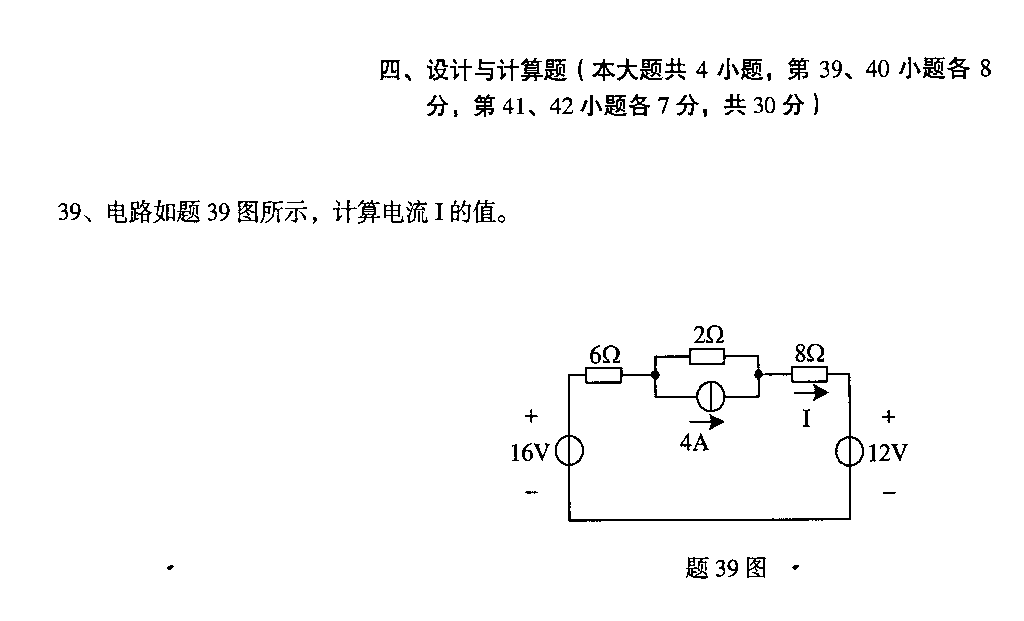 四、设计与计算题（本大题共 4 小题，第 39、40 小题各 8
分，第 41、42 小题各 7 分，共 30 分）
39、电路如题 39 图所示，计算电流 I 的值。
2Ω
6Ω
8Ω
I
4A
+
16V
−
+
12V
−
题 39 图